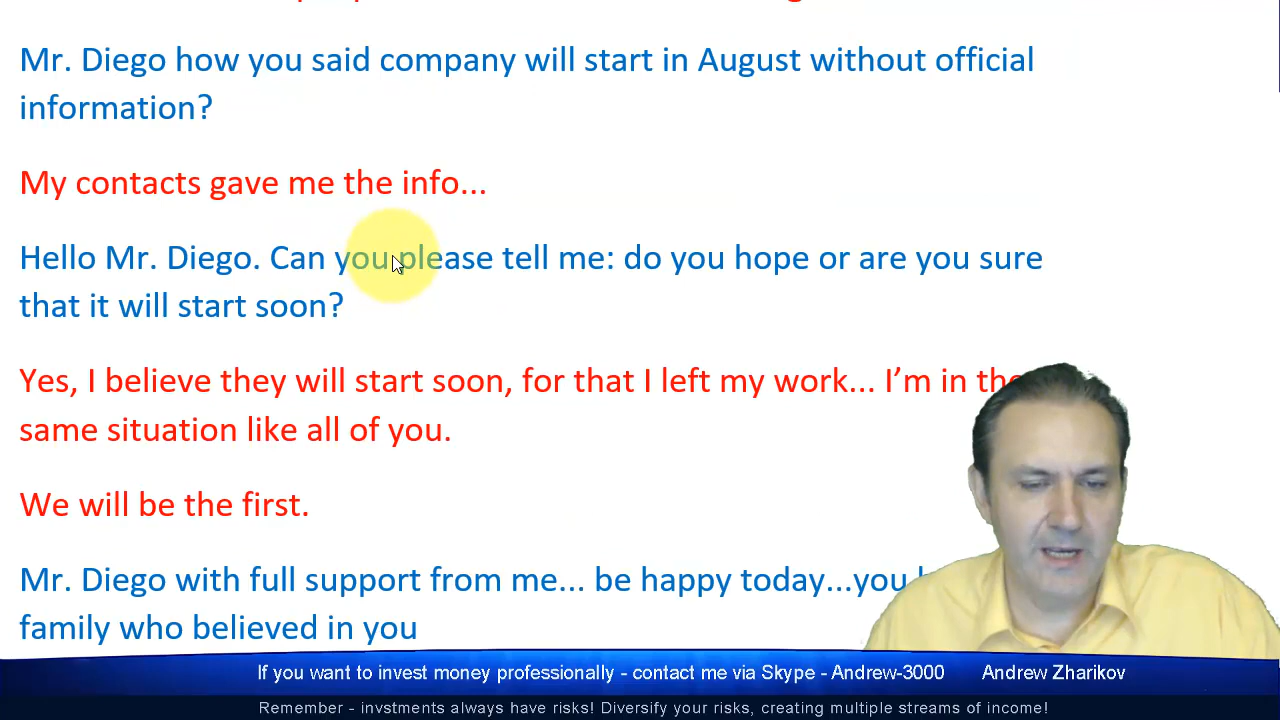 Mr. Diego how you said company will start in August without official
information?
My contacts gave me the info...
Hello Mr. Diego. Can you please tell me: do you hope or are you sure
that it will start soon?
Yes, I believe they will start soon, for that I left my work... I’m in the
same situation like all of you.
We will be the first.
Mr. Diego with full support from me... be happy today...you
family who believed in you
If you want to invest money professionally - contact me via Skype - Andrew-3000 Andrew Zharikov
Remember - invstments always have risks! Diversify your risks, creating multiple streams of income!